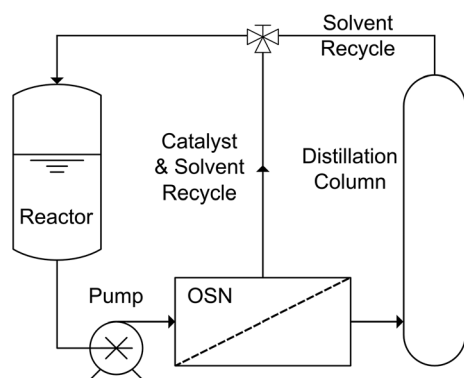 Solvent
Recycle
Catalyst
& Solvent
Recycle
Distillation
Column
Reactor
Pump
OSN